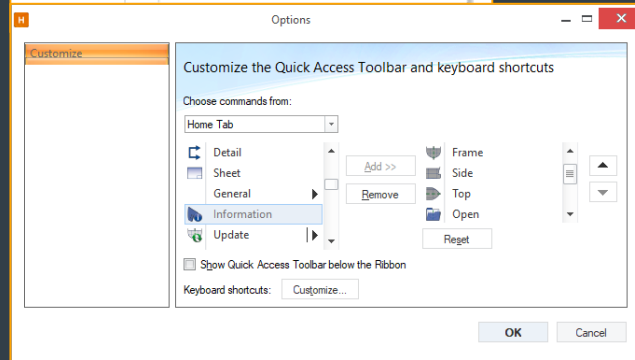 H
Options
Customize
Customize the Quick Access Toolbar and keyboard shortcuts
Choose commands from:
Home Tab
Detail
Sheet
General
Information
Update
Add >>
Remove
Frame
Side
Top
Open
Reset
Show Quick Access Toolbar below the Ribbon
Keyboard shortcuts:
Customize...
OK
Cancel